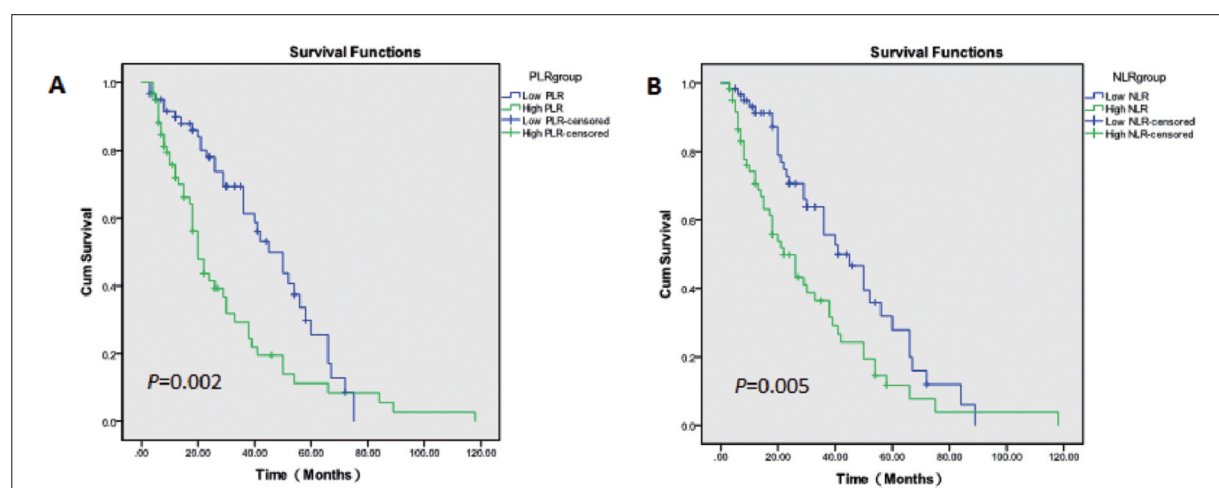 A
Survival Functions
PLRgroup
Low PLR
High PLR
Low PLR-censored
High PLR-censored
Cum Survival
1.0
0.8
0.6
0.4
0.2
0.0
P=0.002
.00 20.00 40.00 60.00 80.00 100.00 120.00
Time (Months)
B
Survival Functions
NLRgroup
Low NLR
High NLR
Low NLR-censored
High NLR-censored
Cum Survival
1.0
0.8
0.6
0.4
0.2
0.0
P=0.005
.00 20.00 40.00 60.00 80.00 100.00 120.00
Time (Months)